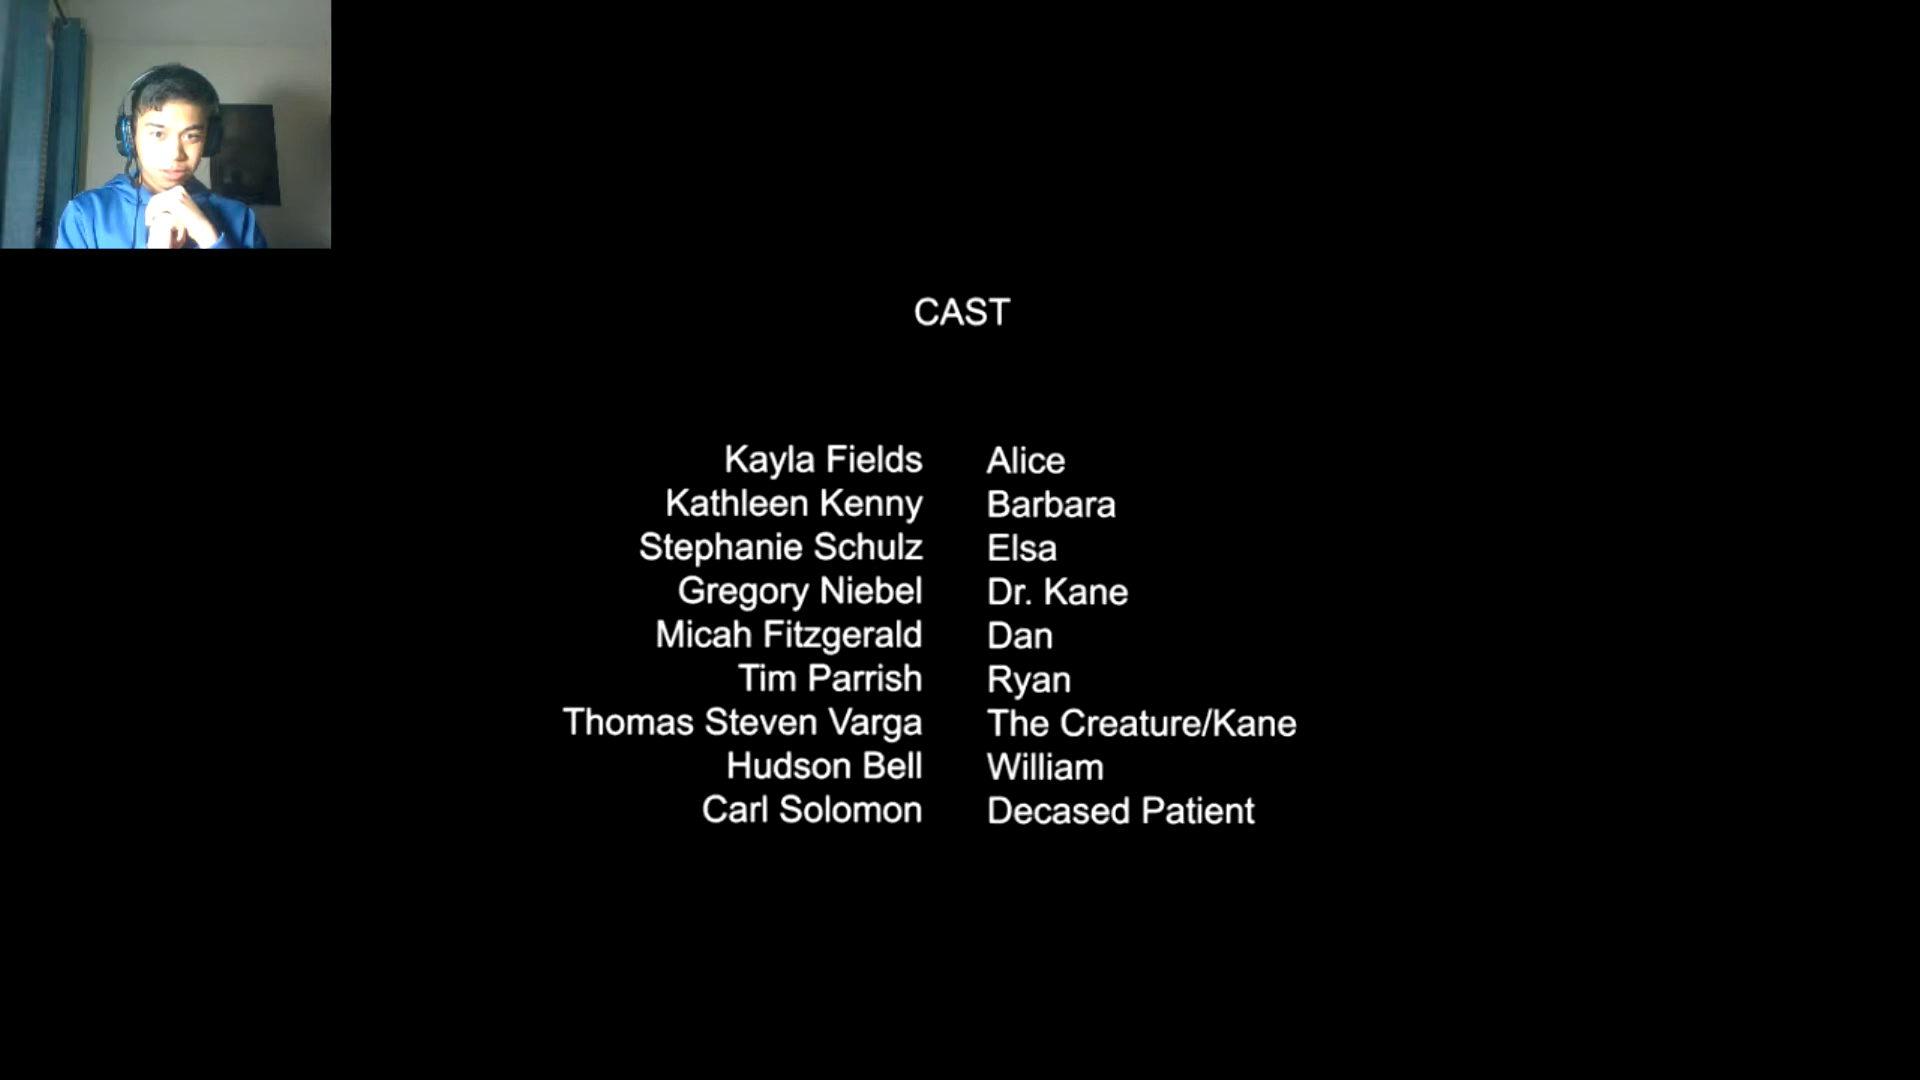 CAST
Kayla Fields Alice
Kathleen Kenny Barbara
Stephanie Schulz Elsa
Gregory Niebel Dr. Kane
Micah Fitzgerald Dan
Tim Parrish Ryan
Thomas Steven Varga The Creature/Kane
Hudson Bell William
Carl Solomon Decased Patient